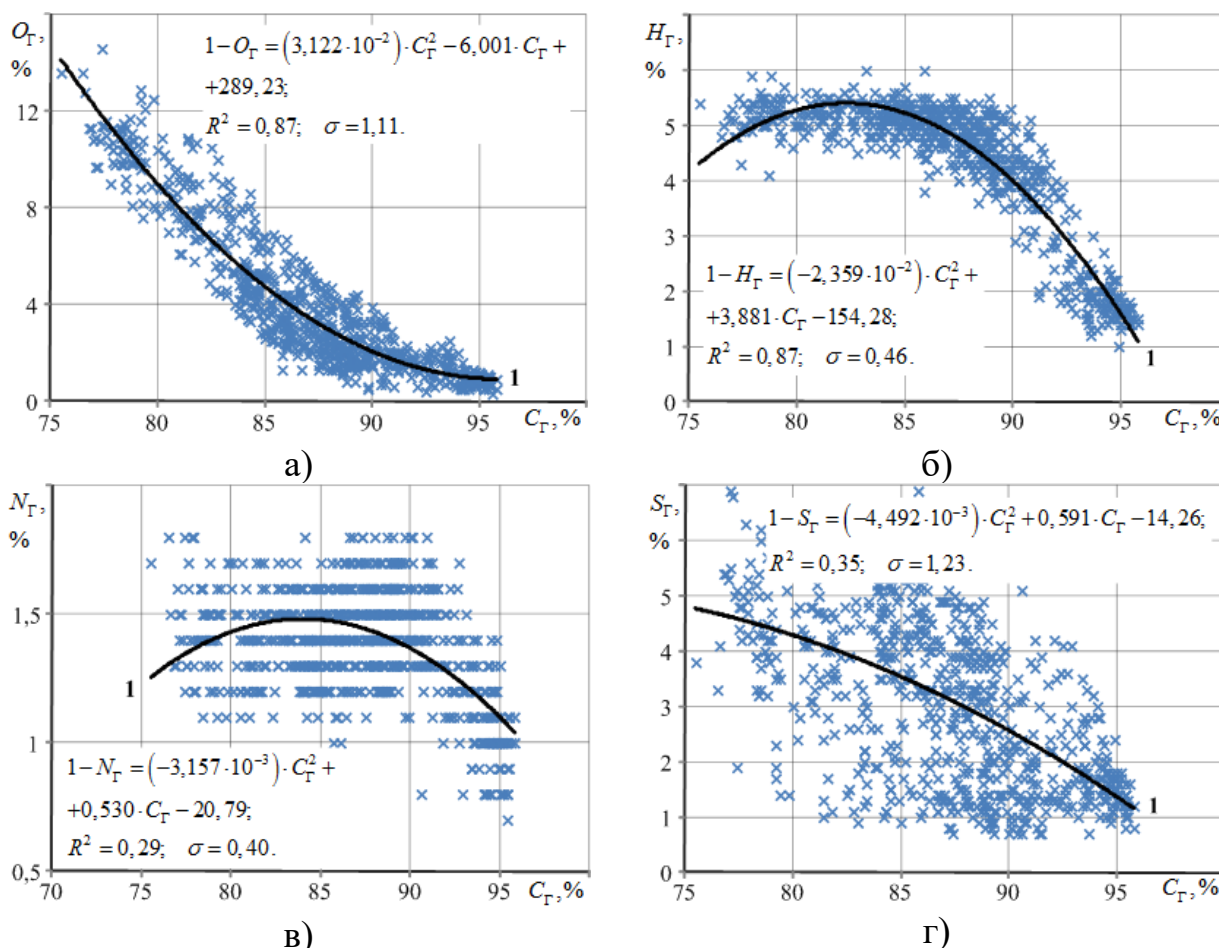 O_Г, %
1−O_Г = (3,122·10⁻²)·C_Г² − 6,001·C_Г +
+289,23;
R² = 0,87; σ = 1,11.
12
8
4
0
1
75 80 85 90 C_Г, %
а)
H_Г, %
5
4
3
2
1
0
1−H_Г = (−2,359·10⁻²)·C_Г² +
+3,881·C_Г − 154,28;
R² = 0,87; σ = 0,46.
1
75 80 85 90 95 C_Г, %
б)
N_Г, %
1,5
1
0,5
1
1−N_Г = (−3,157·10⁻³)·C_Г² +
+0,530·C_Г − 20,79;
R² = 0,29; σ = 0,40.
70 75 80 85 90 95 C_Г, %
в)
S_Г, %
1−S_Г = (−4,492·10⁻³)·C_Г² + 0,591·C_Г − 14,26;
R² = 0,35; σ = 1,23.
6
5
4
3
2
1
0
1
75 80 85 90 95 C_Г, %
г)